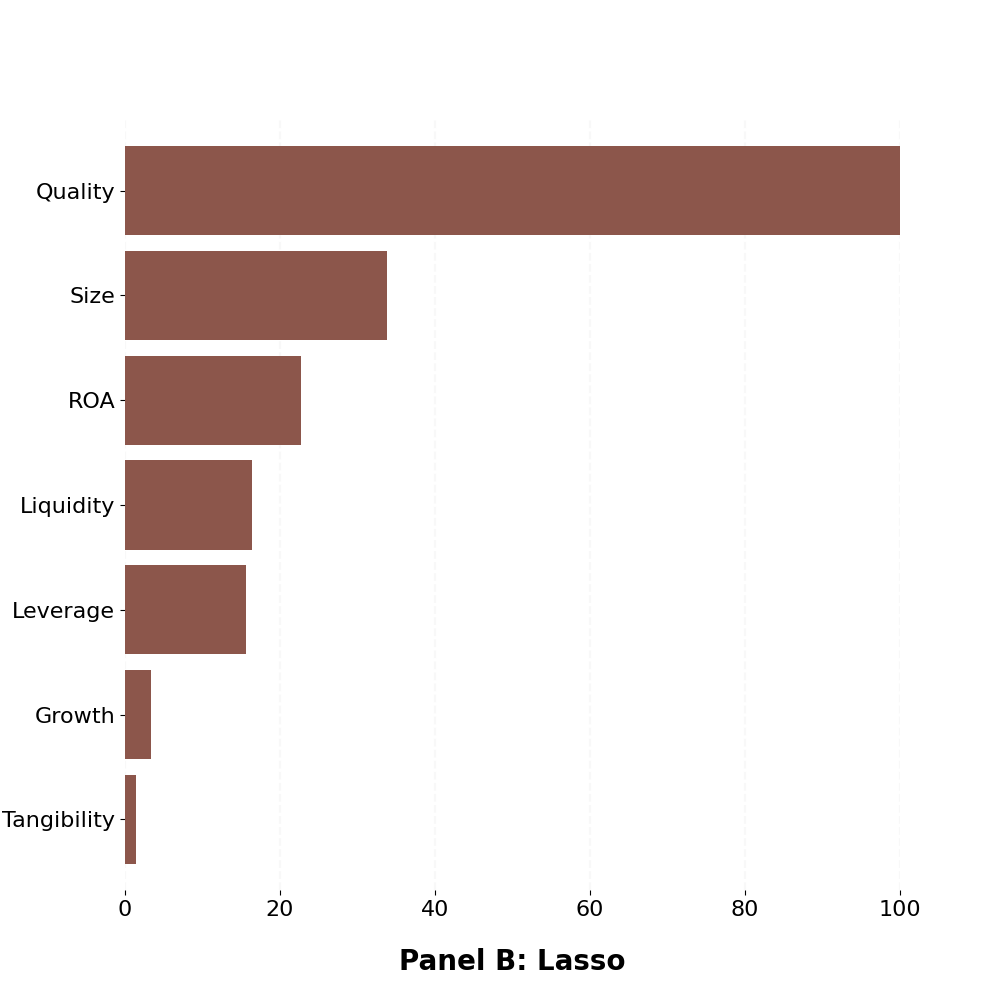 Quality
Size
ROA
Liquidity
Leverage
Growth
Tangibility
0 20 40 60 80 100
Panel B: Lasso